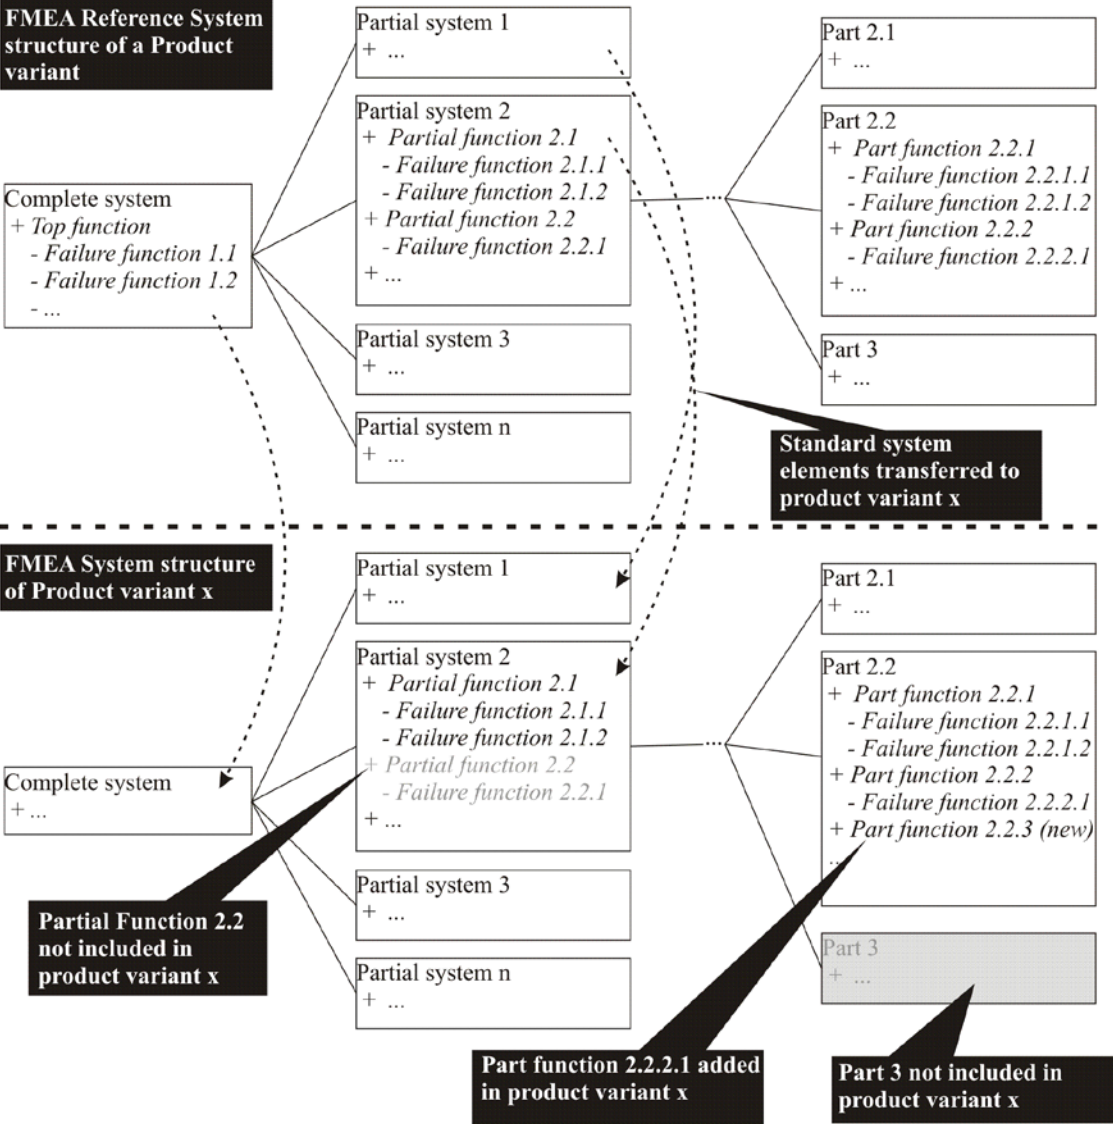 FMEA Reference System
structure of a Product
variant
Complete system
+ Top function
- Failure function 1.1
- Failure function 1.2
- ...
Partial system 1
+ ...
Partial system 2
+ Partial function 2.1
- Failure function 2.1.1
- Failure function 2.1.2
+ Partial function 2.2
- Failure function 2.2.1
+ ...
Partial system 3
+ ...
Partial system n
+ ...
...
Part 2.1
+ ...
Part 2.2
+ Part function 2.2.1
- Failure function 2.2.1.1
- Failure function 2.2.1.2
+ Part function 2.2.2
- Failure function 2.2.2.1
+ ...
Part 3
+ ...
Standard system
elements transferred to
product variant x
FMEA System structure
of Product variant x
Complete system
+ ...
Partial system 1
+ ...
Partial system 2
+ Partial function 2.1
- Failure function 2.1.1
- Failure function 2.1.2
+ Partial function 2.2
- Failure function 2.2.1
+ ...
Partial system 3
+ ...
Partial system n
+ ...
...
Part 2.1
+ ...
Part 2.2
+ Part function 2.2.1
- Failure function 2.2.1.1
- Failure function 2.2.1.2
+ Part function 2.2.2
- Failure function 2.2.2.1
+ Part function 2.2.3 (new)
...
Part 3
+ ...
Partial Function 2.2
not included in
product variant x
Part function 2.2.2.1 added
in product variant x
Part 3 not included in
product variant x